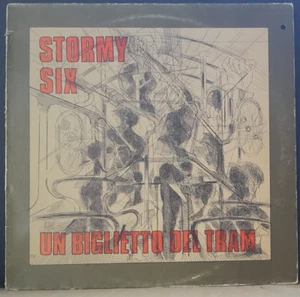 STORMY
SIX
UN BIGLIETTO DEL TRAM